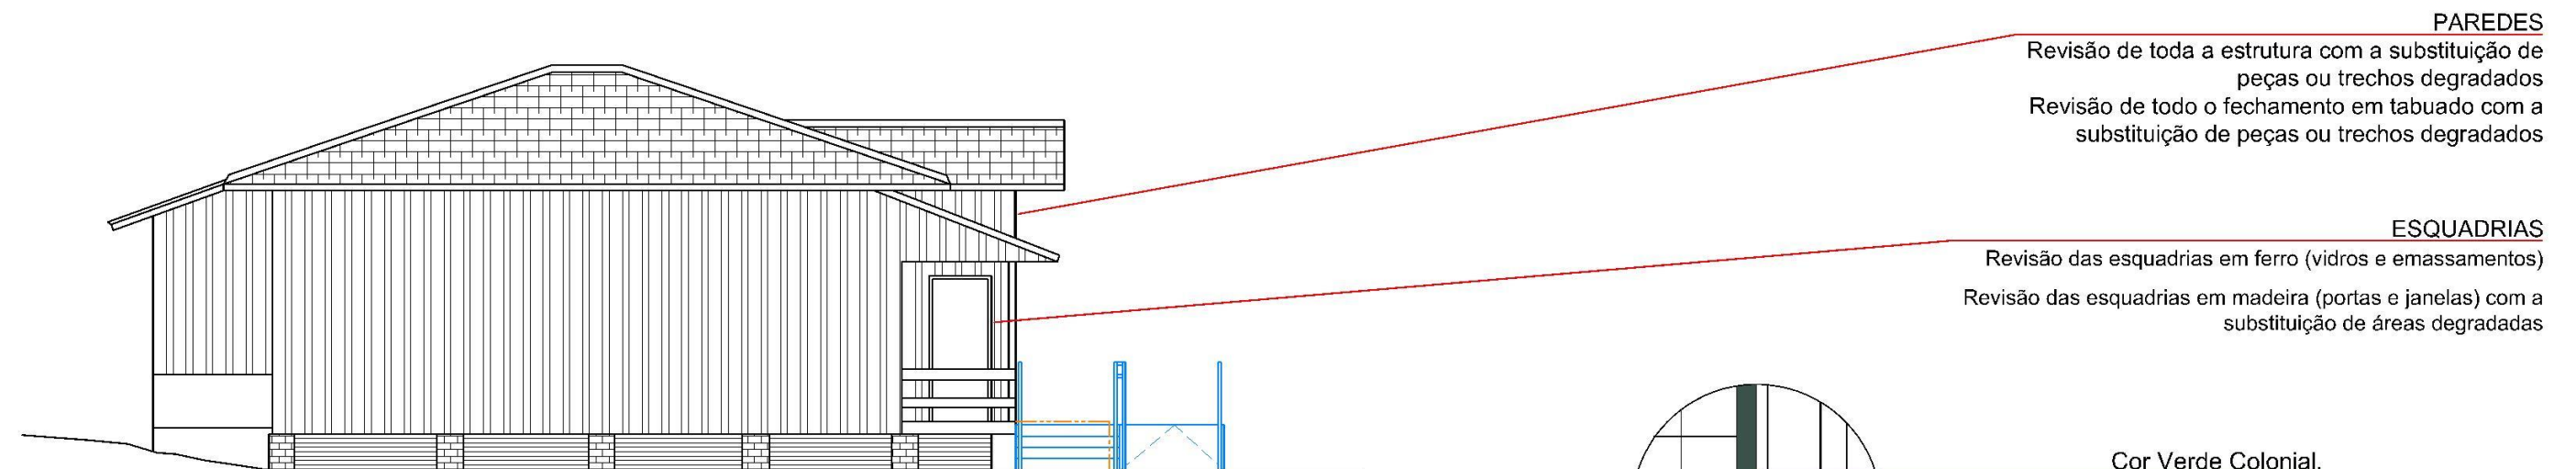 PAREDES
Revisão de toda a estrutura com a substituição de
peças ou trechos degradados
Revisão de todo o fechamento em tabuado com a
substituição de peças ou trechos degradados
ESQUADRIAS
Revisão das esquadrias em ferro (vidros e emassamentos)
Revisão das esquadrias em madeira (portas e janelas) com a
substituição de áreas degradadas
Cor Verde Colonial.